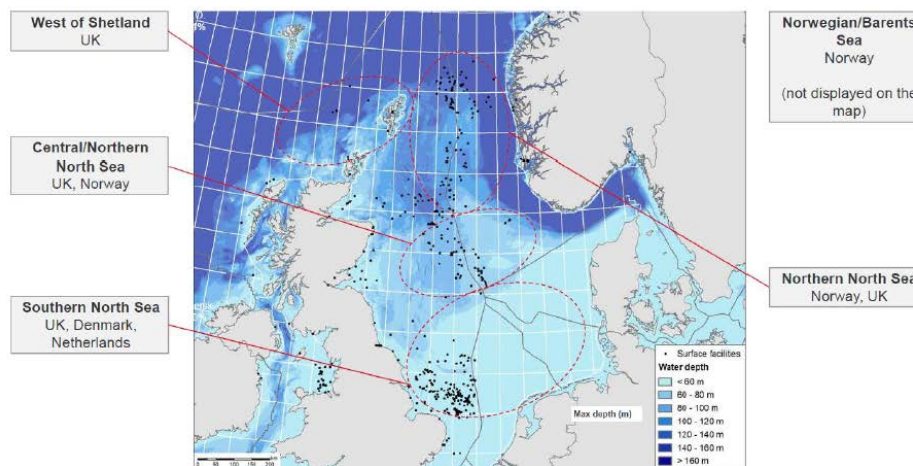 West of Shetland
UK
Central/Northern
North Sea
UK, Norway
Southern North Sea
UK, Denmark,
Netherlands
Norwegian/Barents
Sea
Norway
(not displayed on the
map)
Northern North Sea
Norway, UK
Surface facilities
Water depth
< 60 m
60 - 80 m
80 - 100 m
100 - 120 m
120 - 140 m
140 - 160 m
> 160 m
Max depth (m)